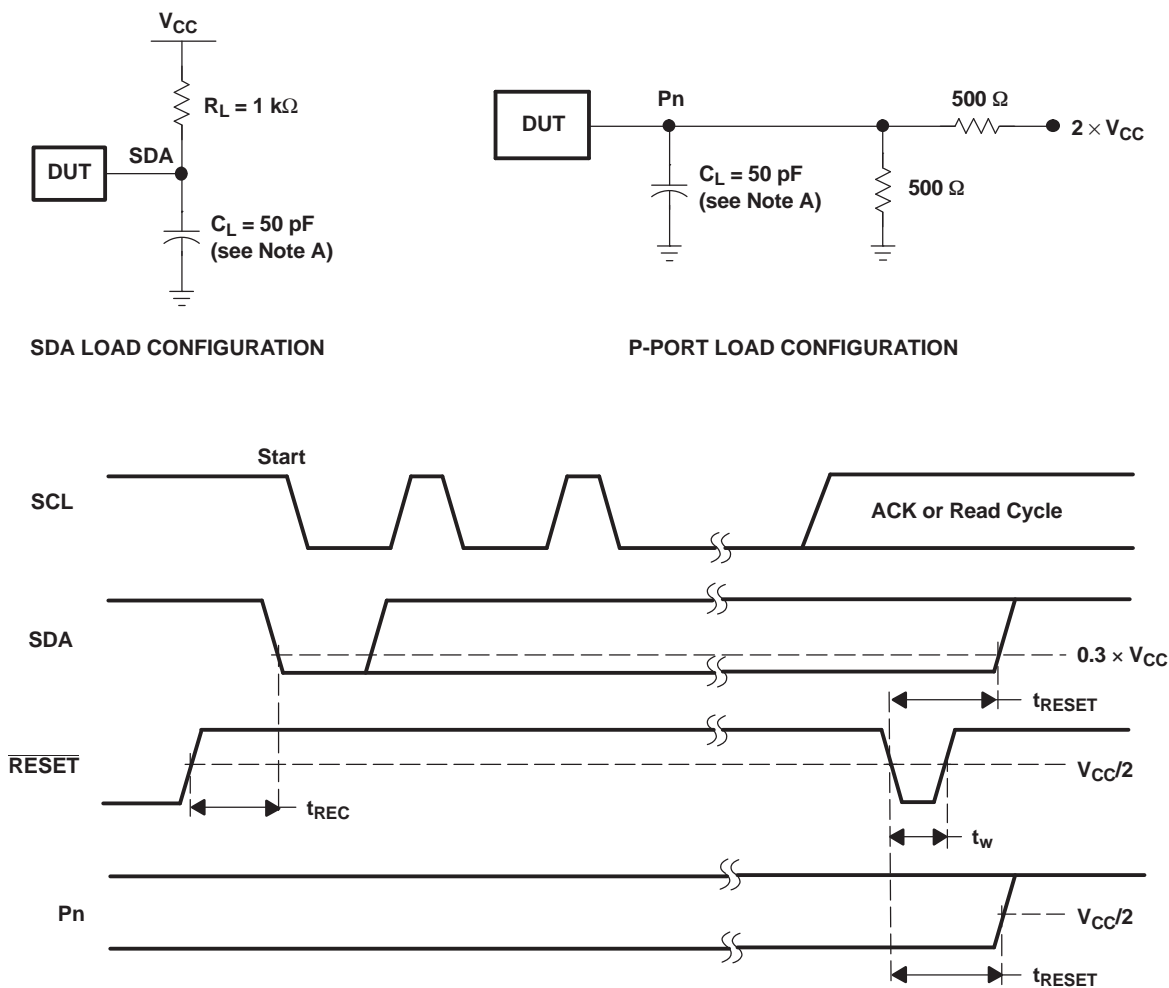 VCC
RL = 1 kΩ
SDA
DUT
CL = 50 pF
(see Note A)
SDA LOAD CONFIGURATION
DUT
Pn
500 Ω
2 × VCC
CL = 50 pF
(see Note A)
500 Ω
P-PORT LOAD CONFIGURATION
Start
SCL
ACK or Read Cycle
SDA
0.3 × VCC
tRESET
RESET
VCC/2
tREC
tw
Pn
VCC/2
tRESET